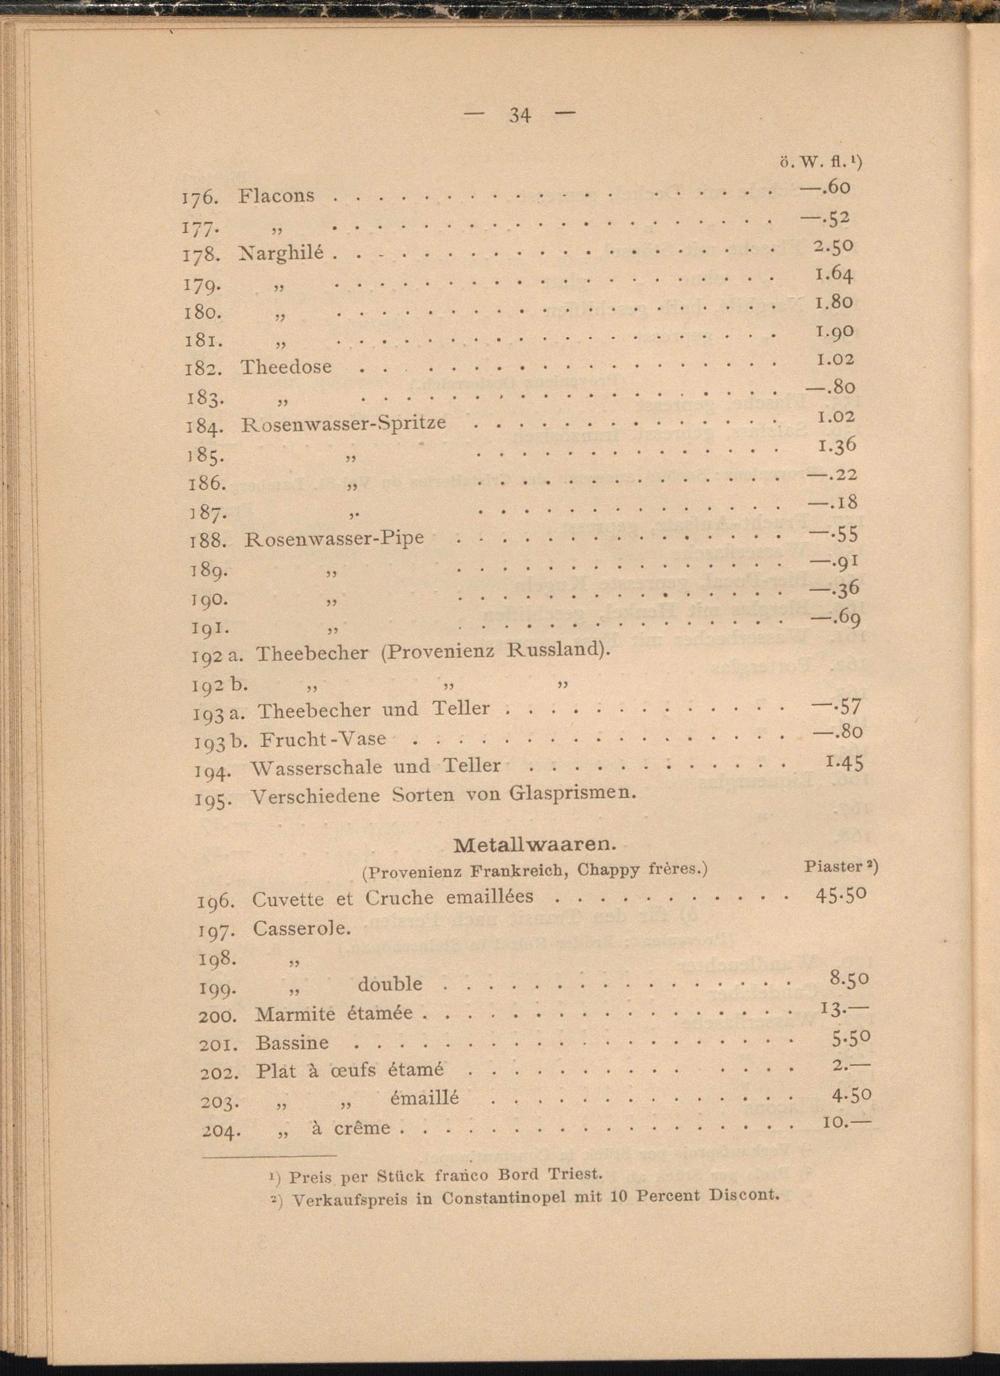 — 34 —
ö. W. fl. ¹)
176. Flacons . . . . . . . . . . . . . . . . . . . . —.60
177. „ . . . . . . . . . . . . . . . . . . . . —.52
178. Narghilé . . . . . . . . . . . . . . . . . . . . 2.50
179. „ . . . . . . . . . . . . . . . . . . . . 1.64
180. „ . . . . . . . . . . . . . . . . . . . . 1.80
181. „ . . . . . . . . . . . . . . . . . . . . 1.90
182. Theedose . . . . . . . . . . . . . . . . . . . 1.02
183. „ . . . . . . . . . . . . . . . . . . . —.80
184. Rosenwasser-Spritze . . . . . . . . . . . . . . 1.02
185. „ . . . . . . . . . . . . . . 1.36
186. „ . . . . . . . . . . . . . . —.22
187. „ . . . . . . . . . . . . . . —.18
188. Rosenwasser-Pipe . . . . . . . . . . . . . . —.55
189. „ . . . . . . . . . . . . . . —.91
190. „ . . . . . . . . . . . . . . —.36
191. „ . . . . . . . . . . . . . . —.69
192 a. Theebecher (Provenienz Russland).
192 b. „ „ „
193 a. Theebecher und Teller . . . . . . . . . . . . . —.57
193 b. Frucht-Vase . . . . . . . . . . . . . . . . . —.80
194. Wasserschale und Teller . . . . . . . . . . . . 1.45
195. Verschiedene Sorten von Glasprismen.
Metallwaaren.
(Provenienz Frankreich, Chappy frères.) Piaster ²)
196. Cuvette et Cruche emaillées . . . . . . . . . . . 45.50
197. Casserole.
198. „
199. „ double . . . . . . . . . . . . . . . . 8.50
200. Marmite étamée . . . . . . . . . . . . . . . . . 13.—
201. Bassine . . . . . . . . . . . . . . . . . . . . 5.50
202. Plat à œufs étamé . . . . . . . . . . . . . . . 2.—
203. „ „ émaillé . . . . . . . . . . . . . . 4.50
204. „ à crême . . . . . . . . . . . . . . . . . . 10.—
¹) Preis per Stück franco Bord Triest.
²) Verkaufspreis in Constantinopel mit 10 Percent Discont.